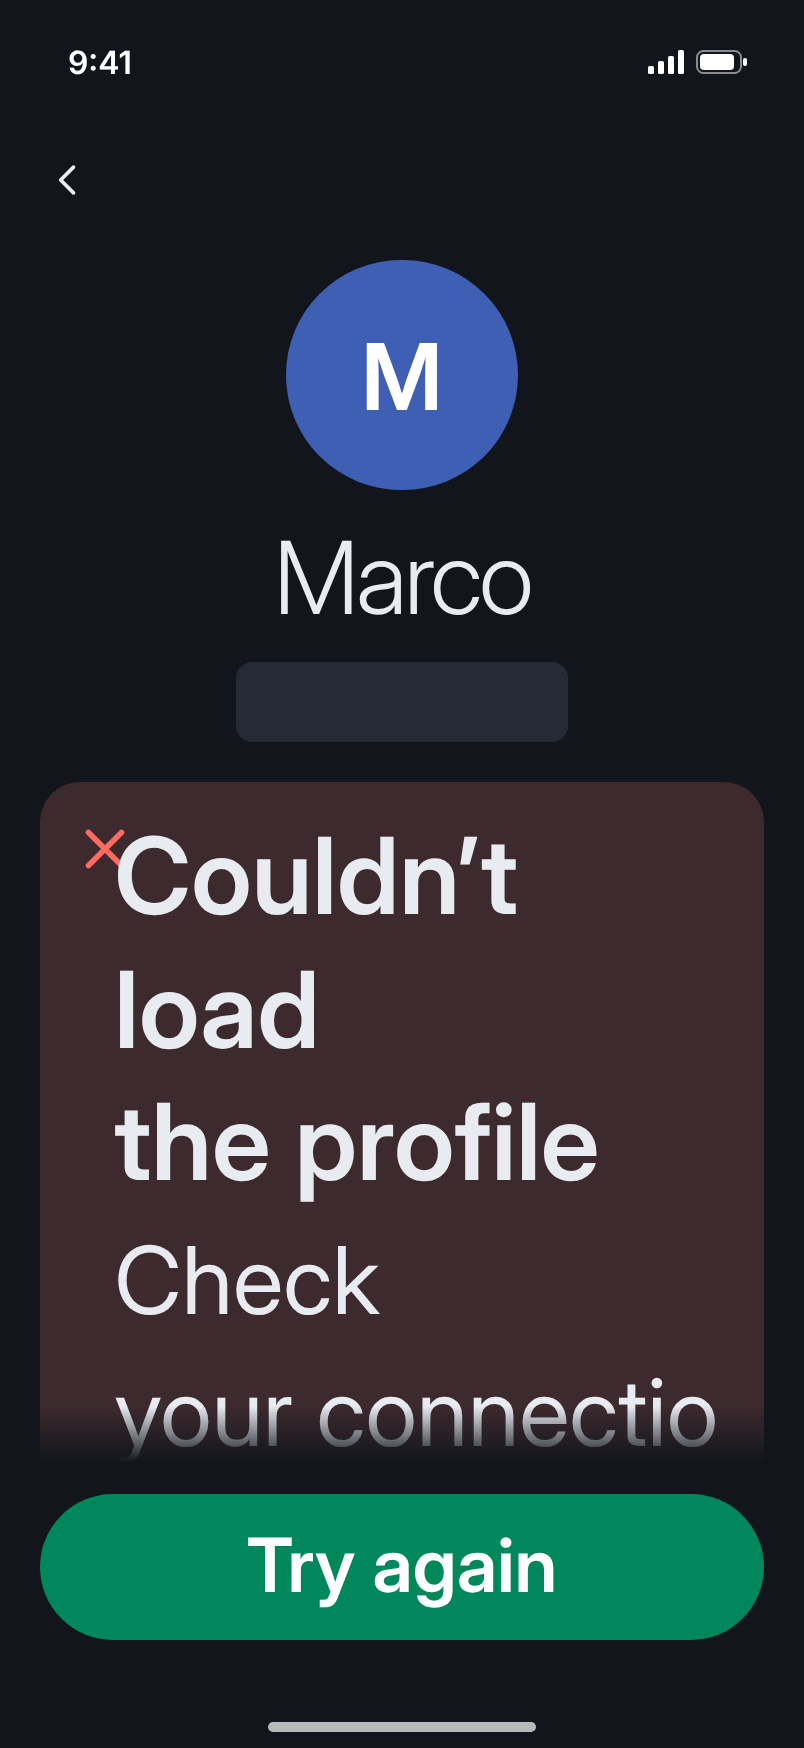 9:41
M
Marco
Couldn’t
load
the profile
Check
your connectio
Try again